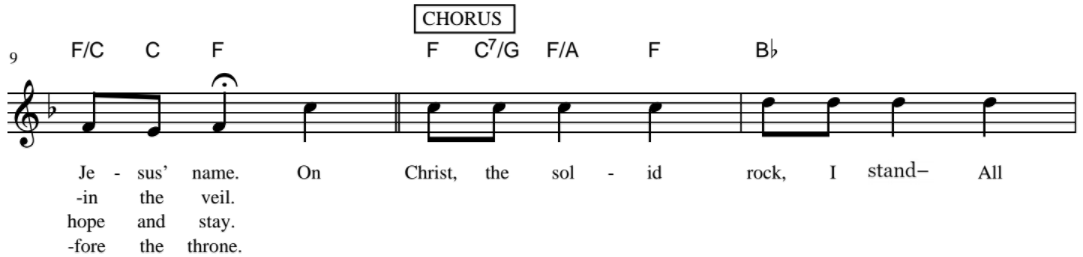 CHORUS
9 F/C C F F C7/G F/A F B♭
Je - sus’ name. On Christ, the sol - id rock, I stand– All
-in the veil.
hope and stay.
-fore the throne.